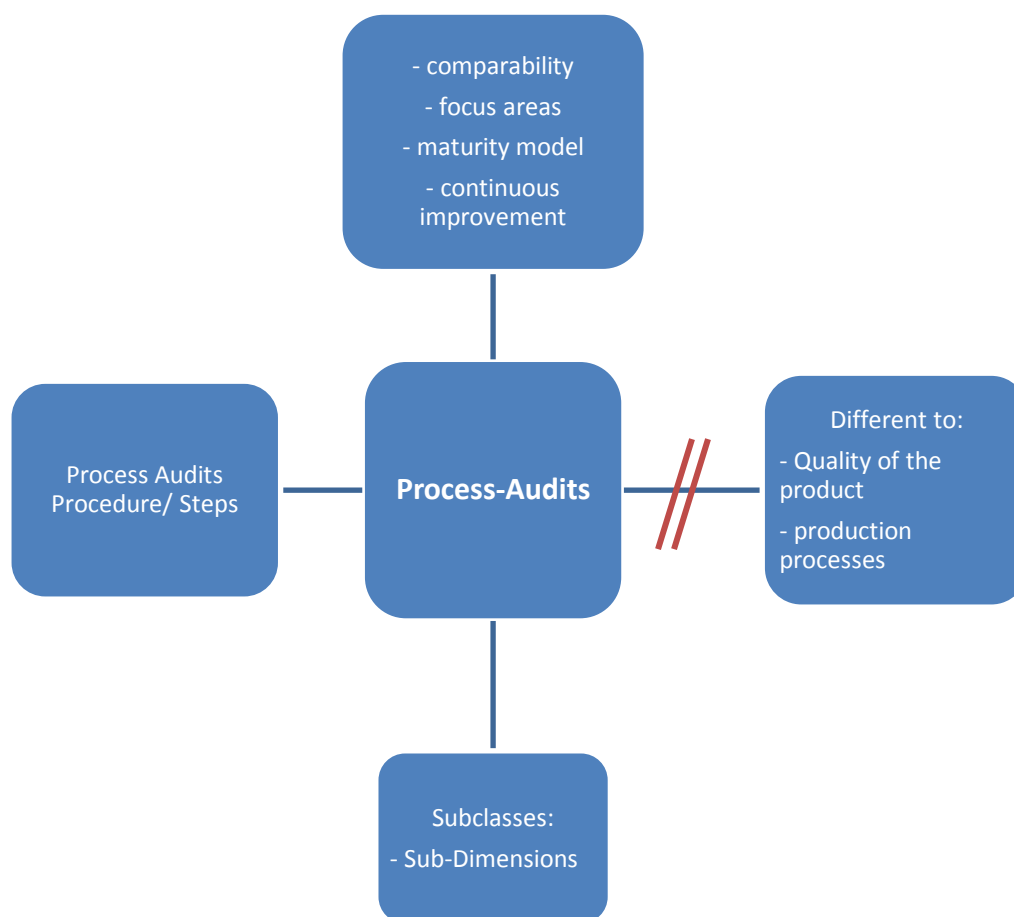 - comparability
- focus areas
- maturity model
- continuous
improvement
Process Audits
Procedure/ Steps
Process-Audits
Different to:
- Quality of the
product
- production
processes
Subclasses:
- Sub-Dimensions